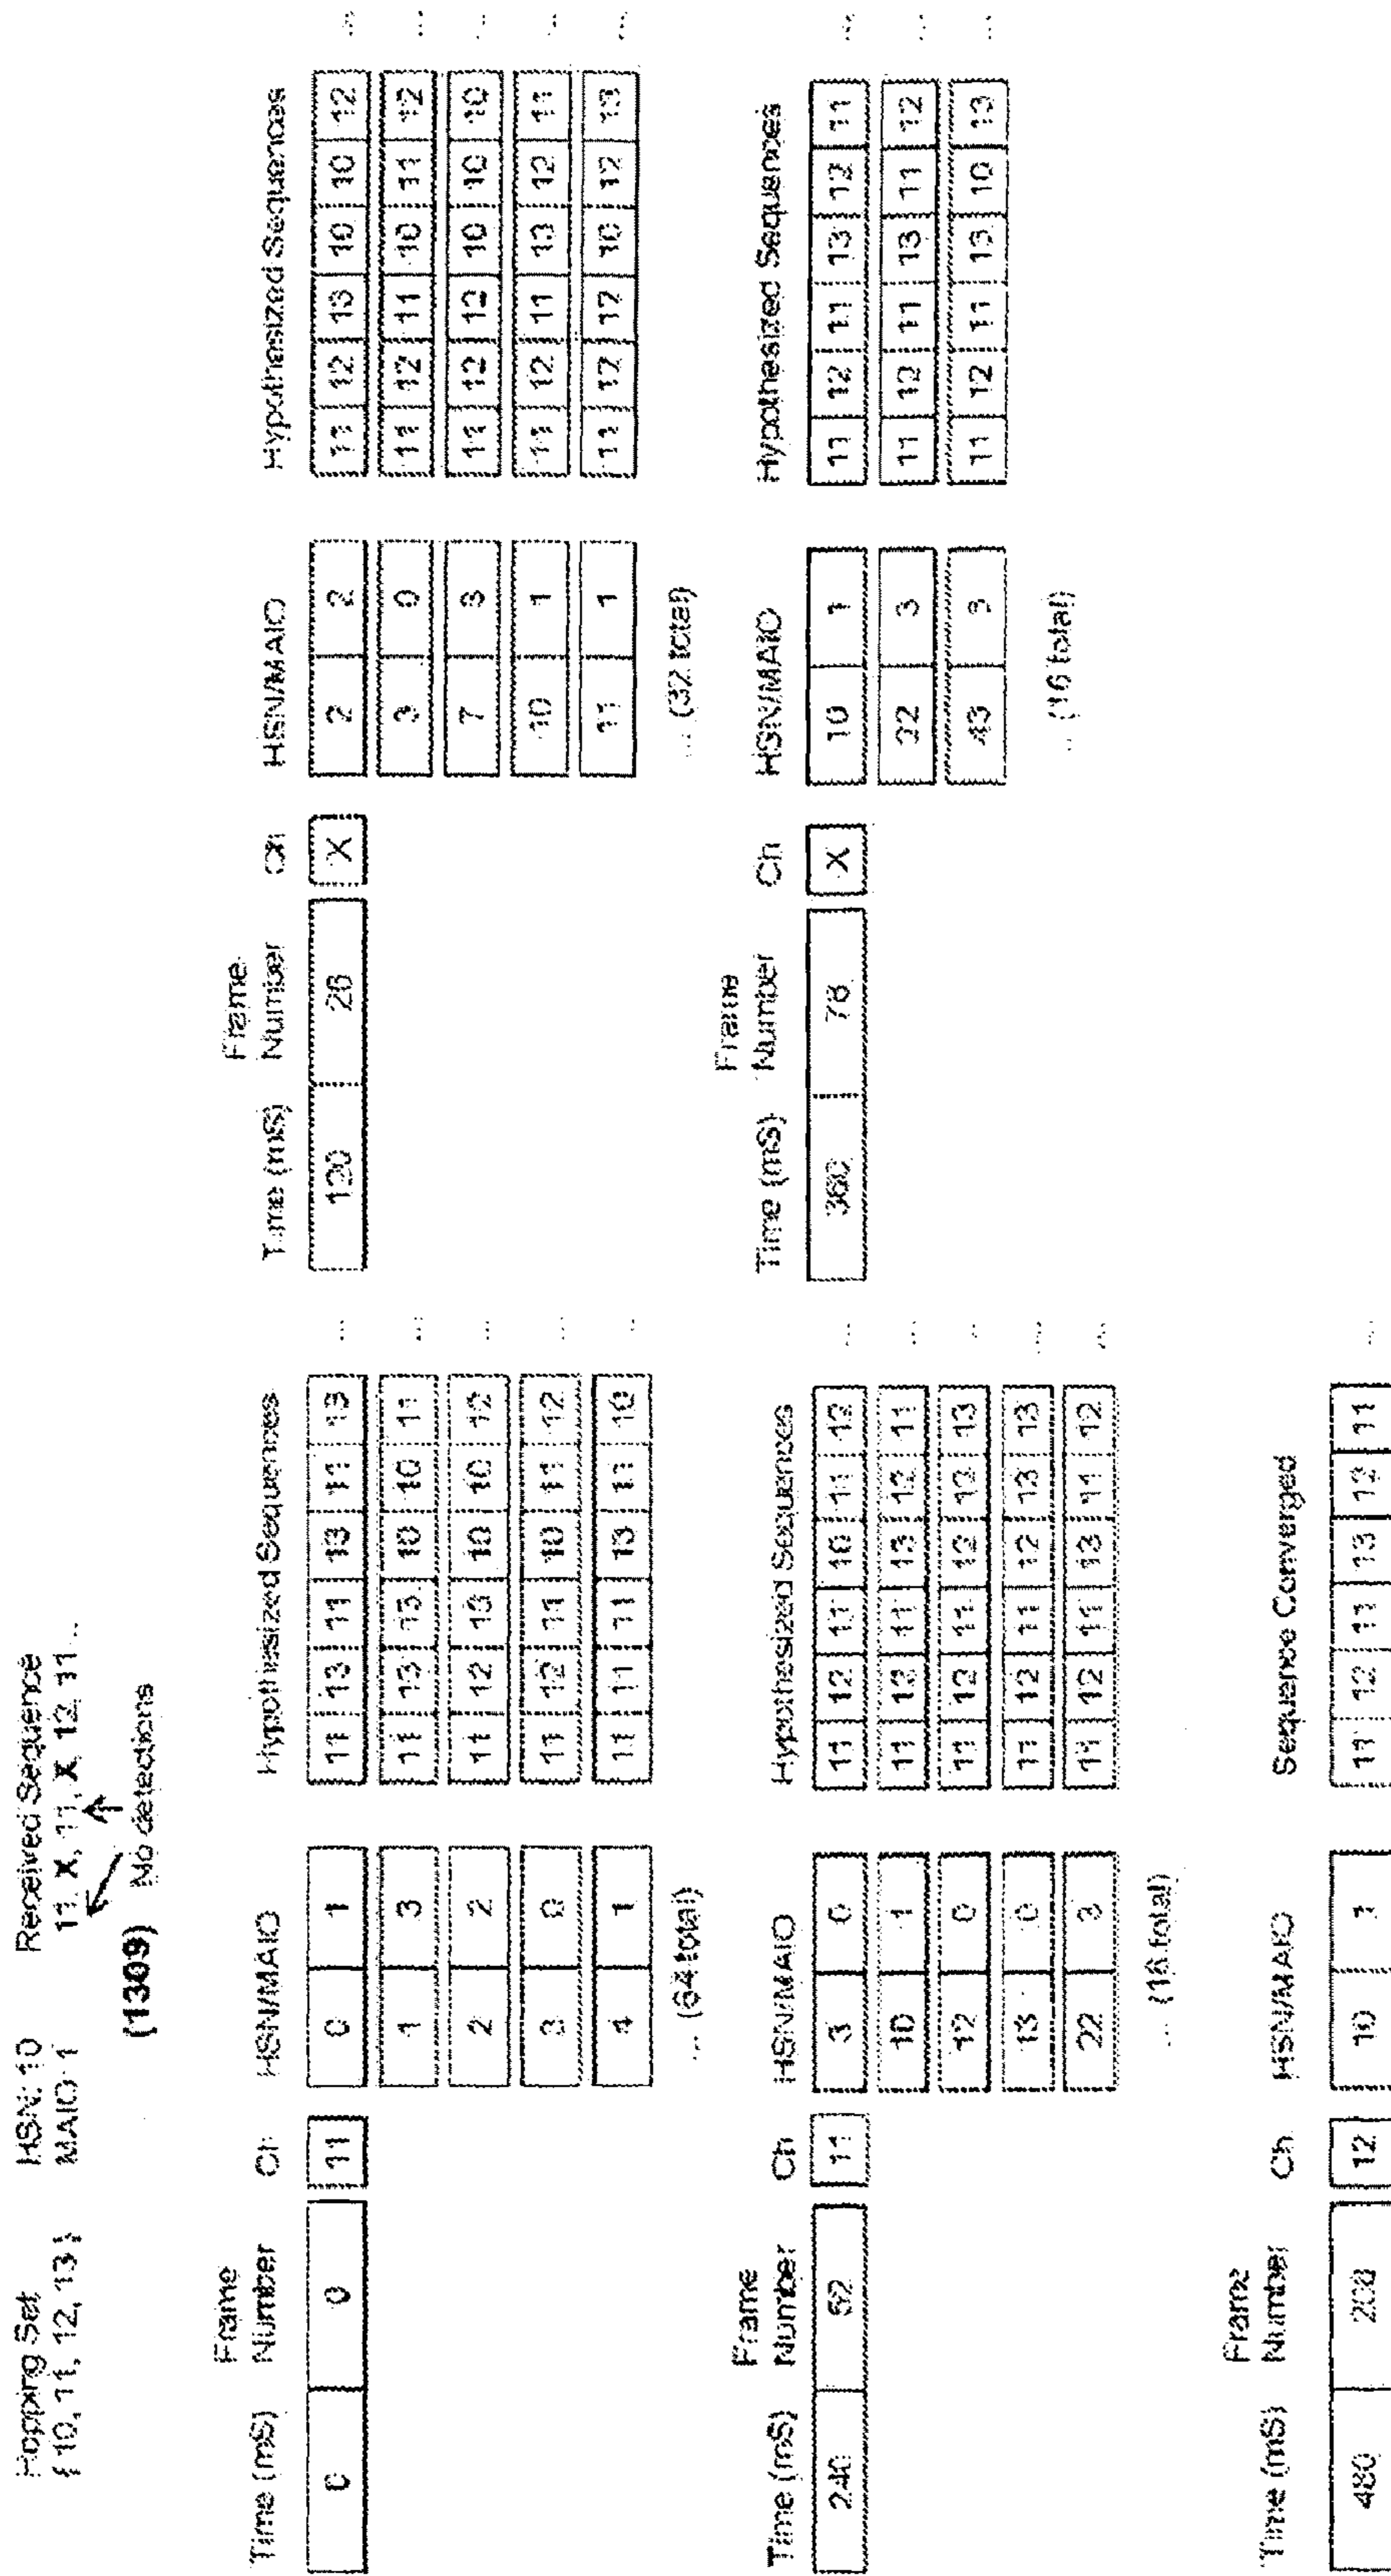 Hopping Set HSN: 10 Received Sequence
{ 10, 11, 12, 13 } MAIO: 1 11, X, 11, X, 12, 11...
(1309) No detections
Frame
Time (mS) Number Ch HSN/MAIO Hypothesized Sequences
0 0 11 0 1 11 13 11 13 11 13 ...
1 3 11 13 13 10 10 11 ...
2 2 11 12 13 10 10 12 ...
3 0 11 12 11 10 11 12 ...
4 1 11 11 11 13 11 10 ...
... (64 total)
Frame
Time (mS) Number Ch HSN/MAIO Hypothesized Sequences
120 26 X 2 2 11 12 13 10 10 12 ...
3 0 11 12 11 10 11 12 ...
7 3 11 12 12 10 10 10 ...
10 1 11 12 11 13 12 11 ...
11 1 11 12 12 10 12 13 ...
... (32 total)
Frame
Time (mS) Number Ch HSN/MAIO Hypothesized Sequences
240 52 11 3 0 11 12 11 10 11 12 ...
10 1 11 12 11 13 12 11 ...
12 0 11 12 11 12 13 ...
13 0 11 12 11 12 13 13 ...
22 3 11 12 11 13 11 12 ...
... (16 total)
Frame
Time (mS) Number Ch HSN/MAIO Hypothesized Sequences
360 78 X 10 1 11 12 11 13 12 11 ...
22 3 11 12 11 13 11 12 ...
43 3 11 12 11 13 10 13 ...
... (16 total)
Frame
Time (mS) Number Ch HSN/MAIO Sequence Converged
480 208 12 10 1 11 12 11 13 12 11 ...